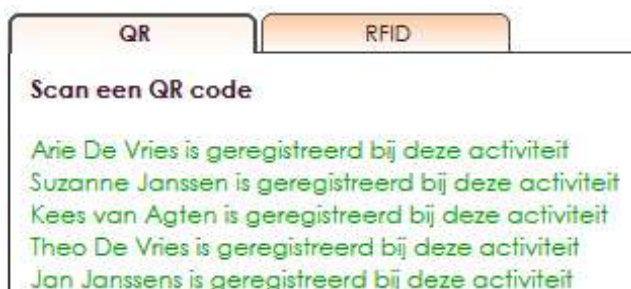 QR
RFID
Scan een QR code
Arie De Vries is geregistreerd bij deze activiteit
Suzanne Janssen is geregistreerd bij deze activiteit
Kees van Agten is geregistreerd bij deze activiteit
Theo De Vries is geregistreerd bij deze activiteit
Jan Janssens is geregistreerd bij deze activiteit